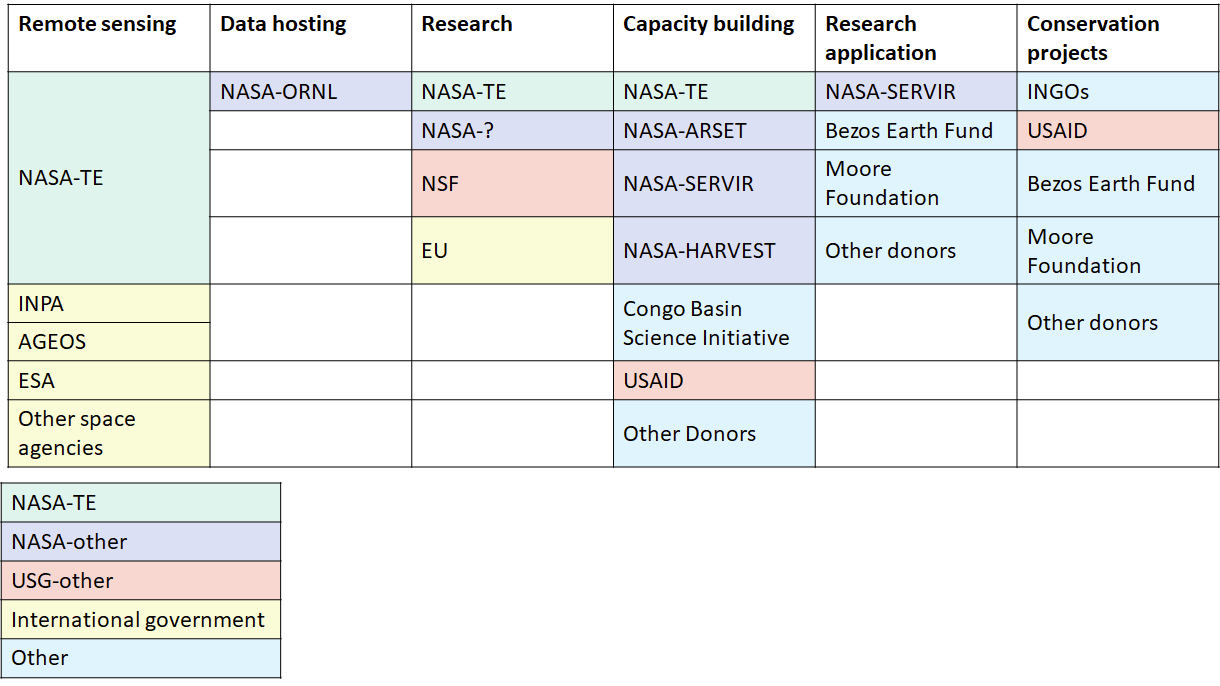 Remote sensing
Data hosting
Research
Capacity building
Research
application
Conservation
projects
NASA-TE
NASA-ORNL
NASA-TE
NASA-TE
NASA-SERVIR
INGOs
NASA-?
NASA-ARSET
Bezos Earth Fund
USAID
NSF
NASA-SERVIR
Moore
Foundation
Bezos Earth Fund
EU
NASA-HARVEST
Other donors
Moore
Foundation
INPA
Congo Basin
Science Initiative
Other donors
AGEOS
ESA
USAID
Other space
agencies
Other Donors
NASA-TE
NASA-other
USG-other
International government
Other